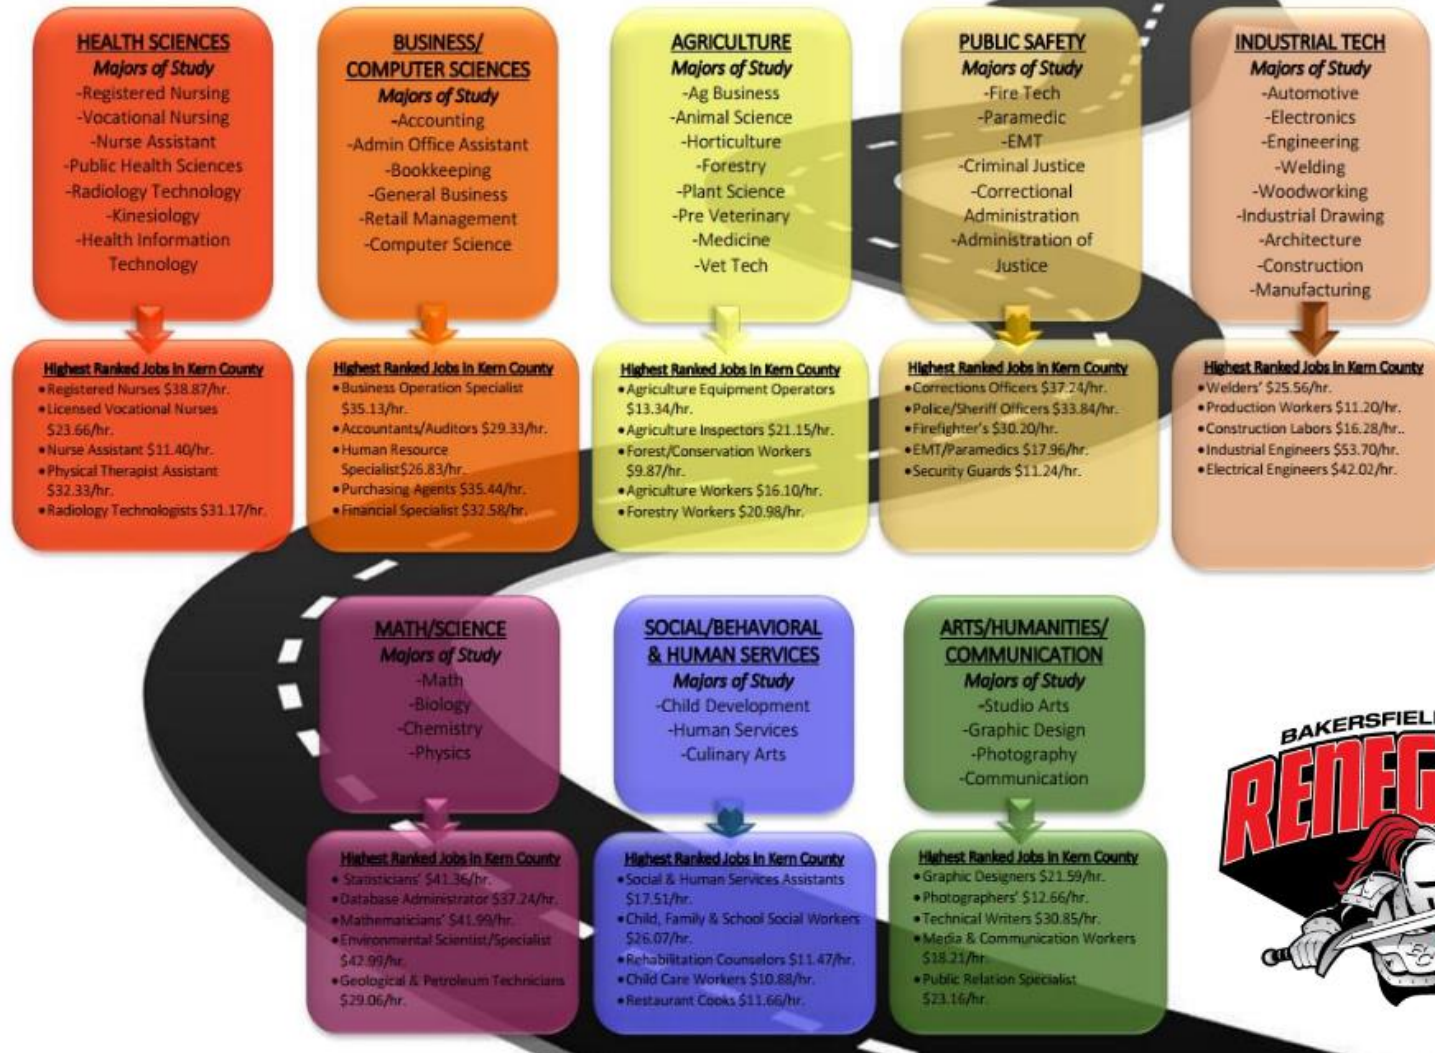 HEALTH SCIENCES
Majors of Study
-Registered Nursing
-Vocational Nursing
-Nurse Assistant
-Public Health Sciences
-Radiology Technology
-Kinesiology
-Health Information
Technology
Highest Ranked Jobs in Kern County
• Registered Nurses $38.87/hr.
• Licensed Vocational Nurses
$23.66/hr.
• Nurse Assistant $11.40/hr.
• Physical Therapist Assistant
$32.33/hr.
• Radiology Technologists $31.17/hr.
BUSINESS/
COMPUTER SCIENCES
Majors of Study
-Accounting
-Admin Office Assistant
-Bookkeeping
-General Business
-Retail Management
-Computer Science
Highest Ranked Jobs in Kern County
• Business Operation Specialist
$35.13/hr.
• Accountants/Auditors $29.33/hr.
• Human Resource
Specialist$26.83/hr.
• Purchasing Agents $35.44/hr.
• Financial Specialist $32.58/hr.
AGRICULTURE
Majors of Study
-Ag Business
-Animal Science
-Horticulture
-Forestry
-Plant Science
-Pre Veterinary
-Medicine
-Vet Tech
Highest Ranked Jobs in Kern County
• Agriculture Equipment Operators
$13.34/hr.
• Agriculture Inspectors $21.15/hr.
• Forest/Conservation Workers
$9.87/hr.
• Agriculture Workers $16.10/hr.
• Forestry Workers $20.98/hr.
PUBLIC SAFETY
Majors of Study
-Fire Tech
-Paramedic
-EMT
-Criminal Justice
-Correctional
Administration
-Administration of
Justice
Highest Ranked Jobs in Kern County
• Corrections Officers $37.24/hr.
• Police/Sheriff Officers $33.84/hr.
• Firefighter's $30.20/hr.
• EMT/Paramedics $17.96/hr.
• Security Guards $11.24/hr.
INDUSTRIAL TECH
Majors of Study
-Automotive
-Electronics
-Engineering
-Welding
-Woodworking
-Industrial Drawing
-Architecture
-Construction
-Manufacturing
Highest Ranked Jobs in Kern County
• Welders' $25.56/hr.
• Production Workers $11.20/hr.
• Construction Labors $16.28/hr..
• Industrial Engineers $53.70/hr.
• Electrical Engineers $42.02/hr.
MATH/SCIENCE
Majors of Study
-Math
-Biology
-Chemistry
-Physics
Highest Ranked Jobs in Kern County
• Statisticians' $41.36/hr.
• Database Administrator $37.24/hr.
• Mathematicians' $41.99/hr.
• Environmental Scientist/Specialist
$42.99/hr.
• Geological & Petroleum Technicians
$29.06/hr.
SOCIAL/BEHAVIORAL
& HUMAN SERVICES
Majors of Study
-Child Development
-Human Services
-Culinary Arts
Highest Ranked Jobs in Kern County
• Social & Human Services Assistants
$17.51/hr.
• Child, Family & School Social Workers
$26.07/hr.
• Rehabilitation Counselors $11.47/hr.
• Child Care Workers $10.88/hr.
• Restaurant Cooks $11.66/hr.
ARTS/HUMANITIES/
COMMUNICATION
Majors of Study
-Studio Arts
-Graphic Design
-Photography
-Communication
Highest Ranked Jobs in Kern County
• Graphic Designers $21.59/hr.
• Photographers' $12.66/hr.
• Technical Writers $30.85/hr.
• Media & Communication Workers
$18.21/hr.
• Public Relation Specialist
$23.16/hr.
BAKERSFIEL
RENEG